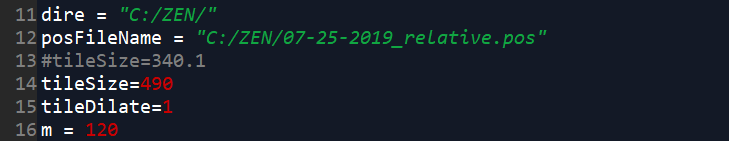 11 dire = "C:/ZEN/"
12 posFileName = "C:/ZEN/07-25-2019_relative.pos"
13 #tileSize=340.1
14 tileSize=490
15 tileDilate=1
16 m = 120